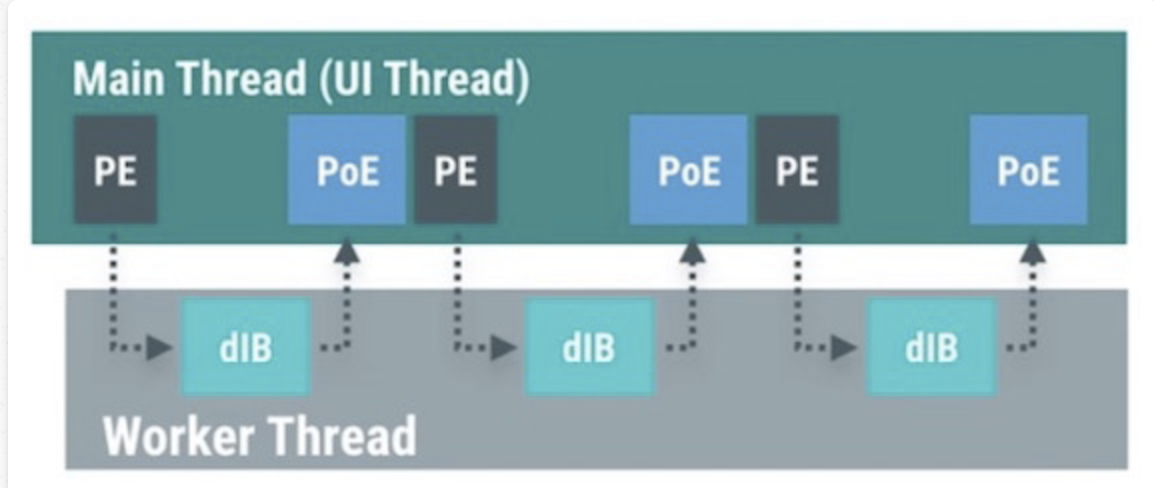 Main Thread (UI Thread)
PE PoE PE PoE PE PoE
dIB dIB dIB
Worker Thread